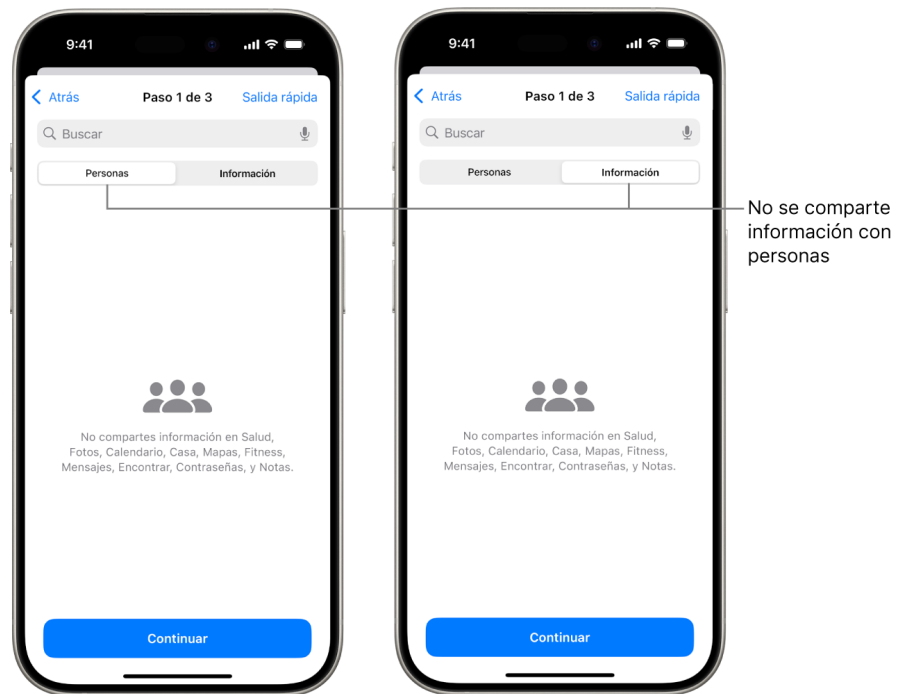 9:41
Atrás Paso 1 de 3 Salida rápida
Buscar
Personas Información
No compartes información en Salud,
Fotos, Calendario, Casa, Mapas, Fitness,
Mensajes, Encontrar, Contraseñas, y Notas.
Continuar
9:41
Atrás Paso 1 de 3 Salida rápida
Buscar
Personas Información
No compartes información en Salud,
Fotos, Calendario, Casa, Mapas, Fitness,
Mensajes, Encontrar, Contraseñas, y Notas.
Continuar
No se comparte
información con
personas